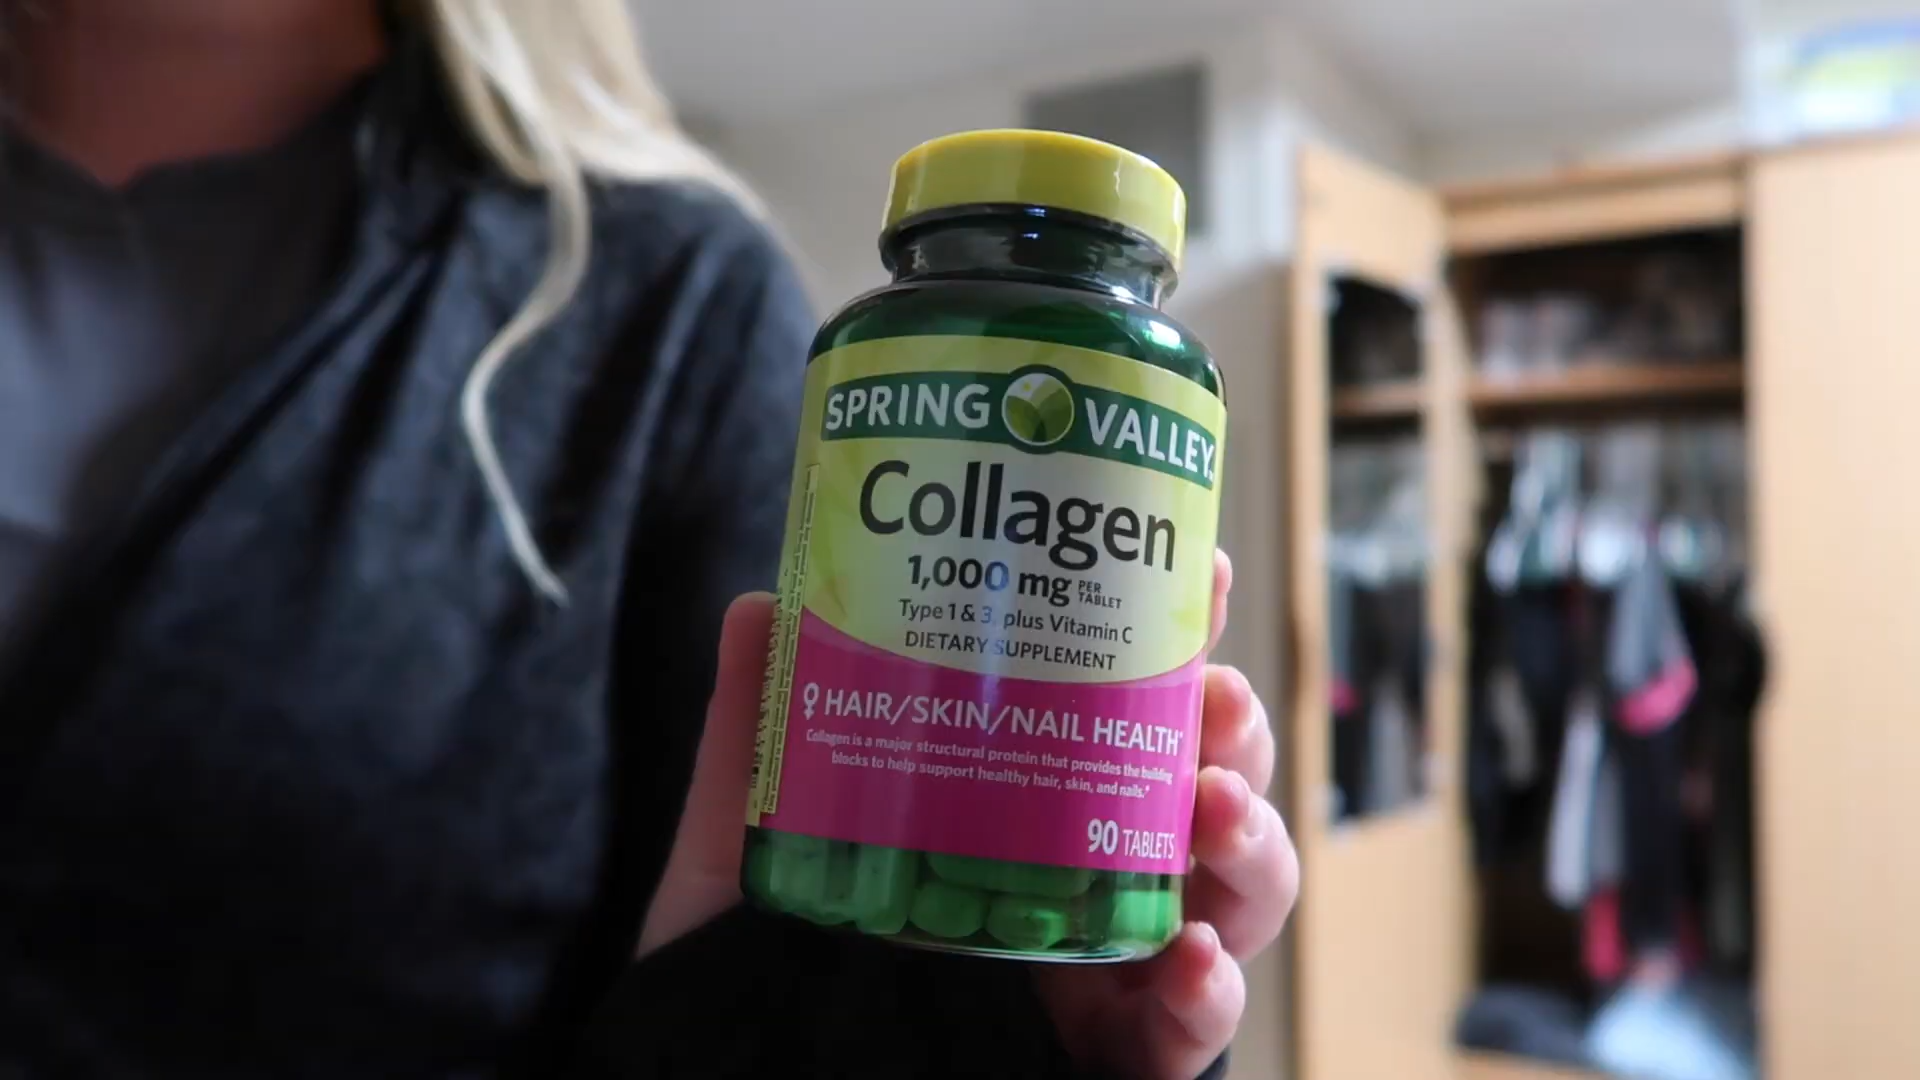 SPRING VALLEY
Collagen
1,000 mg PER TABLET
Type 1 & 3, plus Vitamin C
DIETARY SUPPLEMENT
HAIR/SKIN/NAIL HEALTH*
Collagen is a major structural protein that provides the building
blocks to help support healthy hair, skin, and nails.*
90 TABLETS